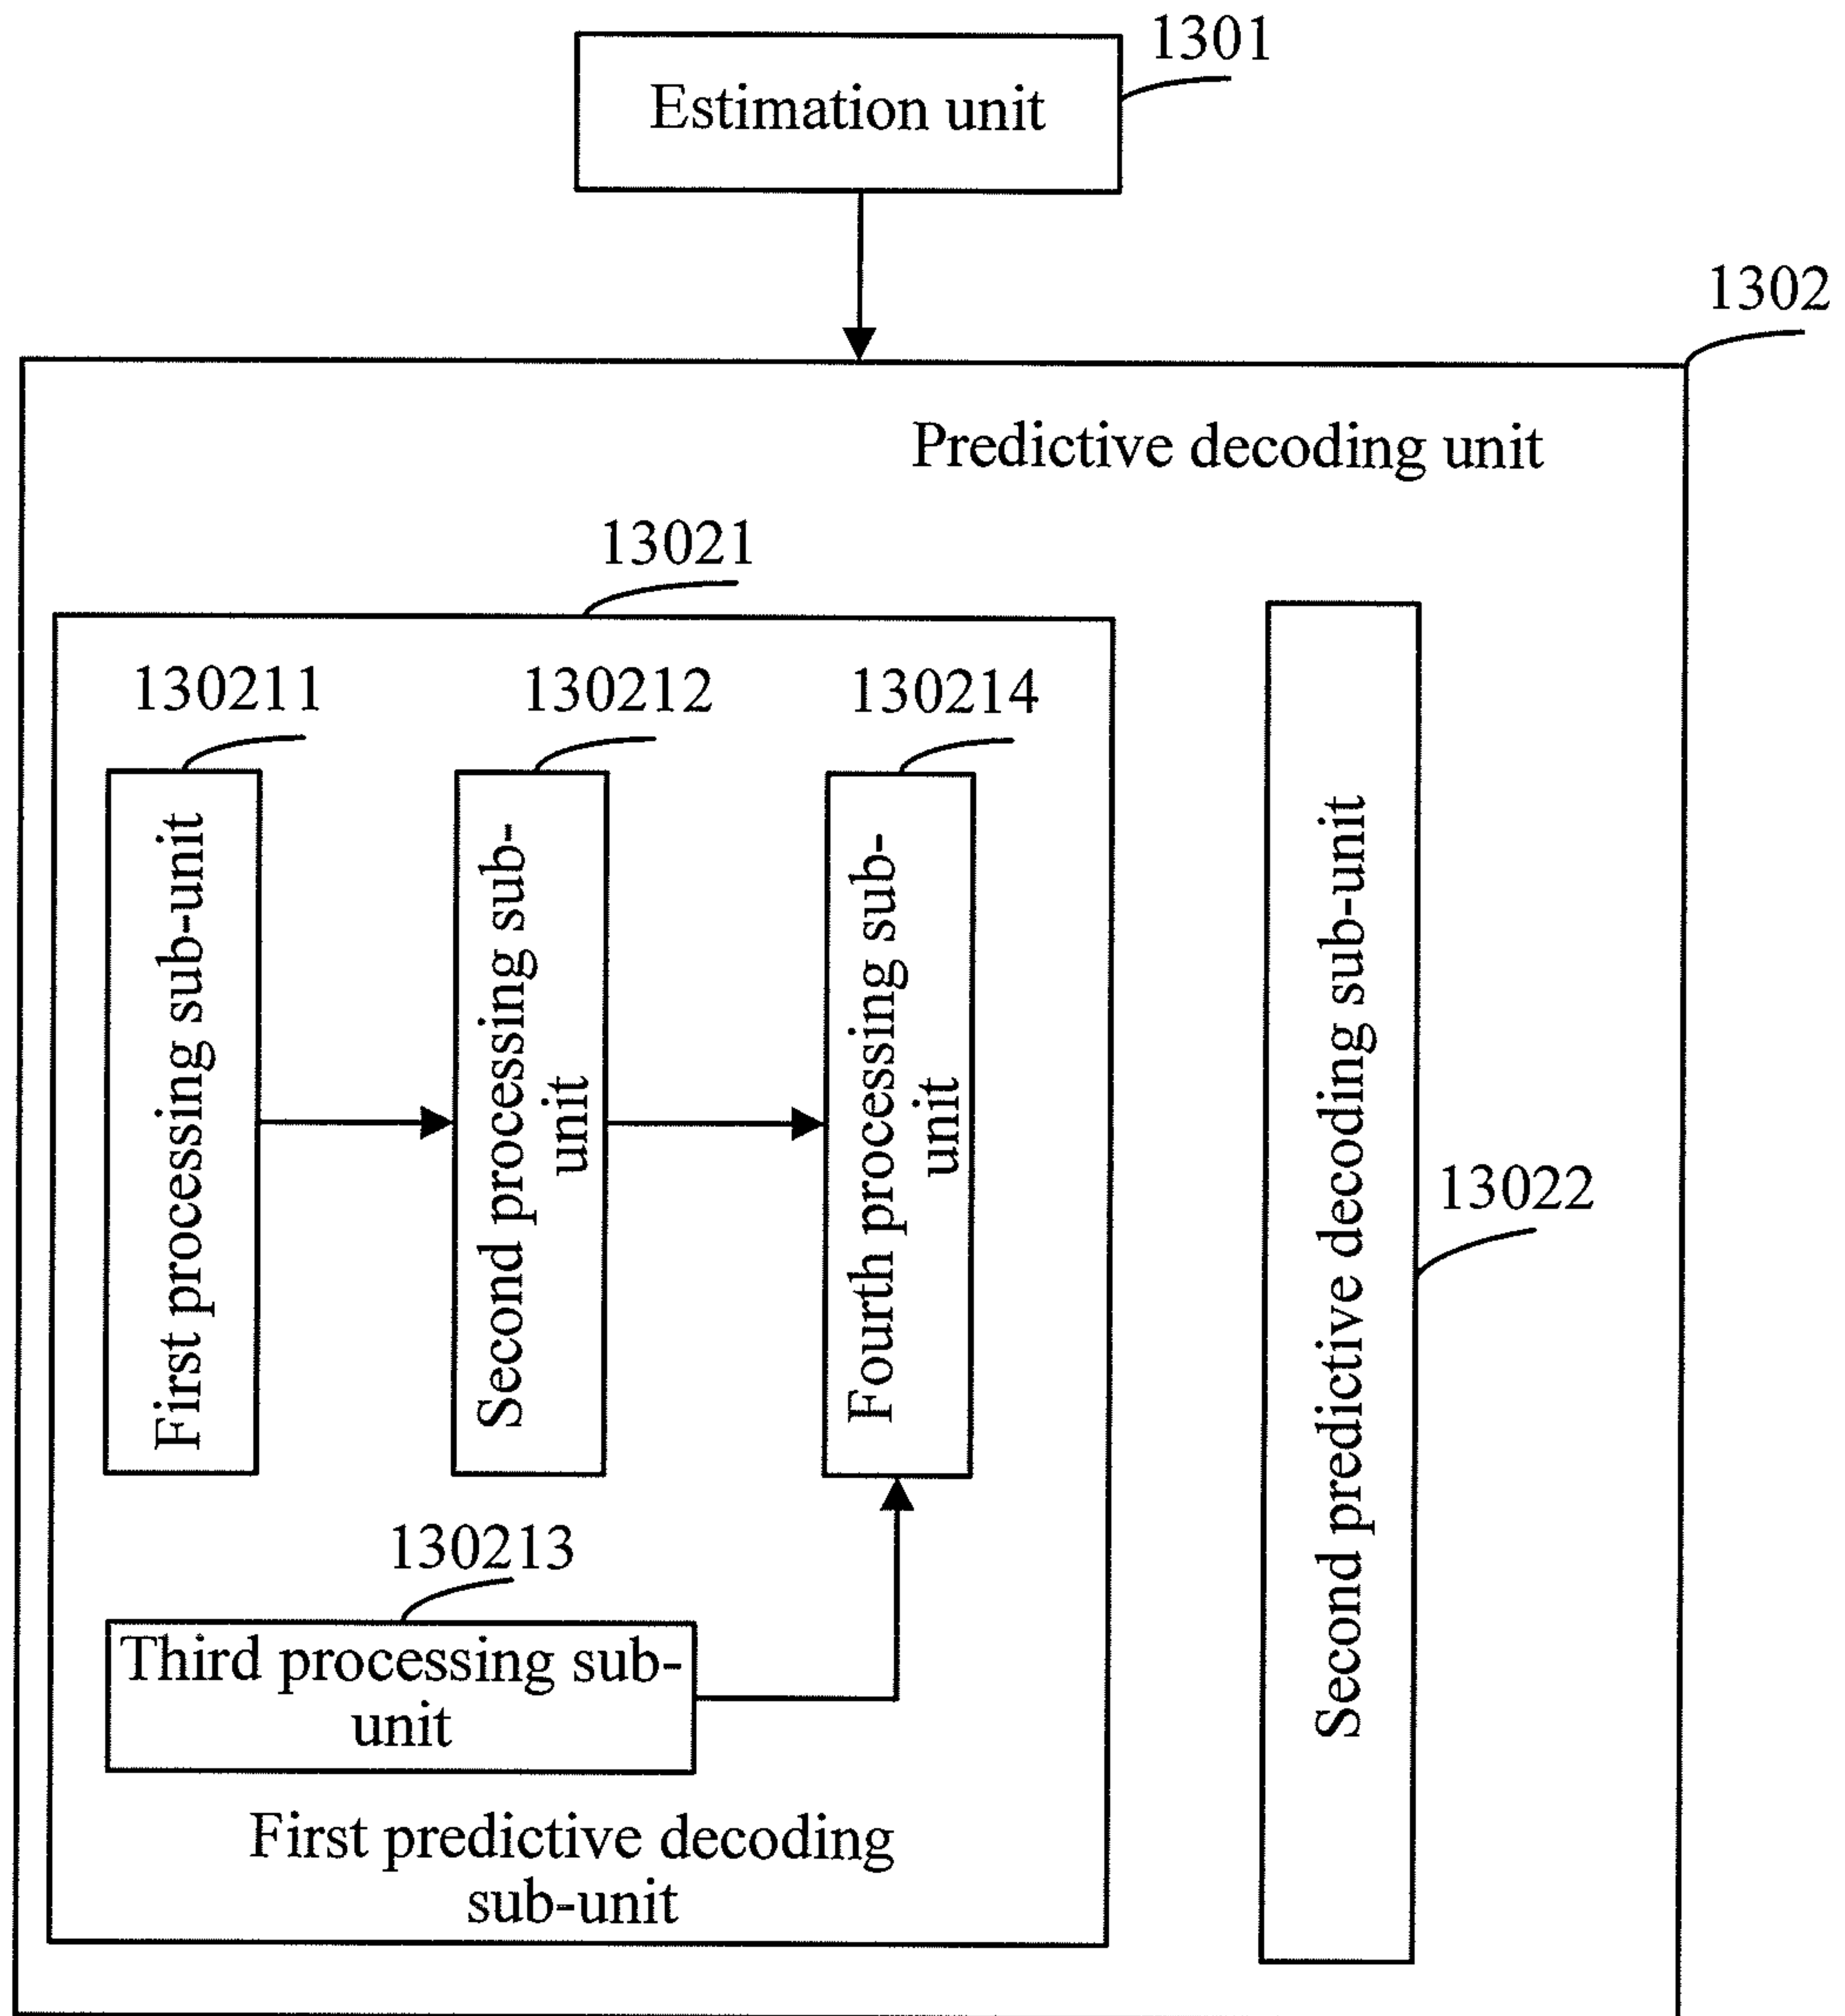 1301
Estimation unit
1302
Predictive decoding unit
13021
130211
130212
130214
First processing sub-unit
Second processing sub-
unit
Fourth processing sub-
unit
Second predictive decoding sub-unit
13022
130213
Third processing sub-
unit
First predictive decoding
sub-unit